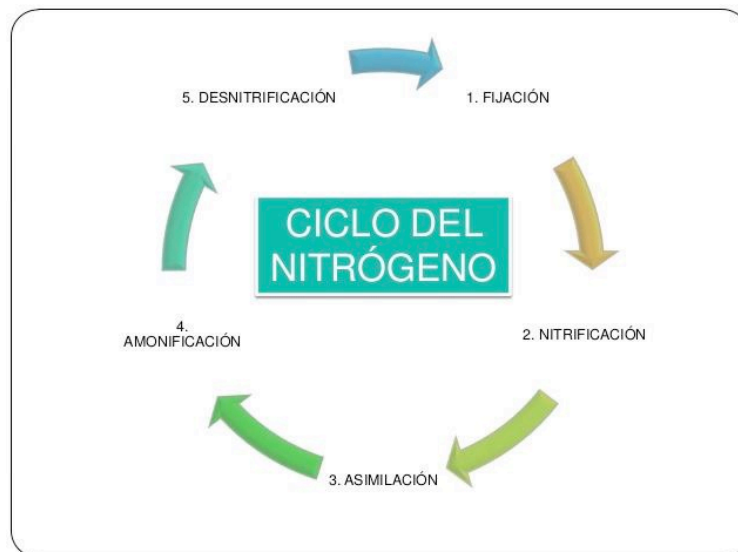 5. DESNITRIFICACIÓN
1. FIJACIÓN
CICLO DEL
NITRÓGENO
2. NITRIFICACIÓN
3. ASIMILACIÓN
4.
AMONIFICACIÓN